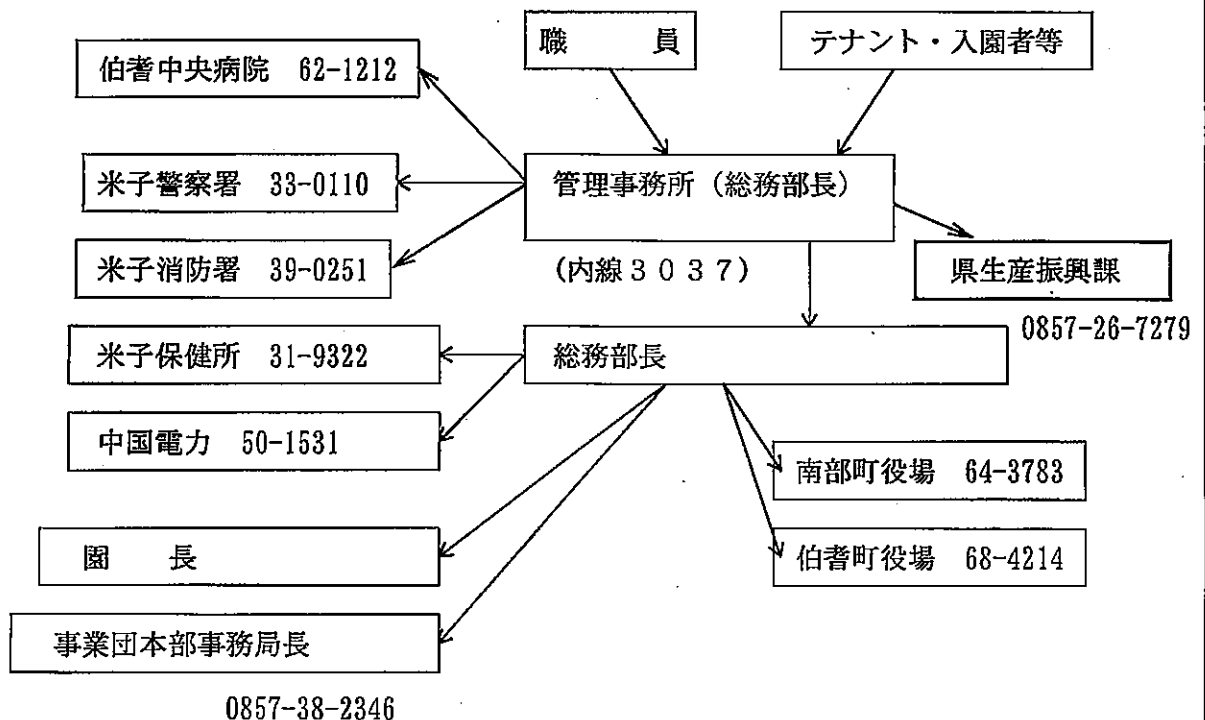 職　　員
テナント・入園者等
伯耆中央病院　62-1212
米子警察署　33-0110
管理事務所（総務部長）
米子消防署　39-0251
(内線３０３７)
県生産振興課
0857-26-7279
米子保健所　31-9322
総務部長
中国電力　50-1531
南部町役場　64-3783
園　　長
伯耆町役場　68-4214
事業団本部事務局長
0857-38-2346